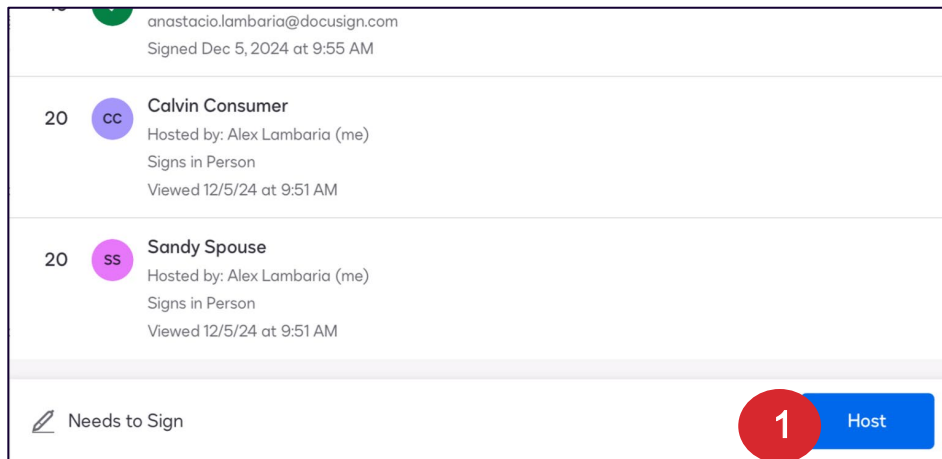 anastacio.lambaria@docusign.com
Signed Dec 5, 2024 at 9:55 AM
20
CC
Calvin Consumer
Hosted by: Alex Lambaria (me)
Signs in Person
Viewed 12/5/24 at 9:51 AM
20
SS
Sandy Spouse
Hosted by: Alex Lambaria (me)
Signs in Person
Viewed 12/5/24 at 9:51 AM
Needs to Sign
1
Host